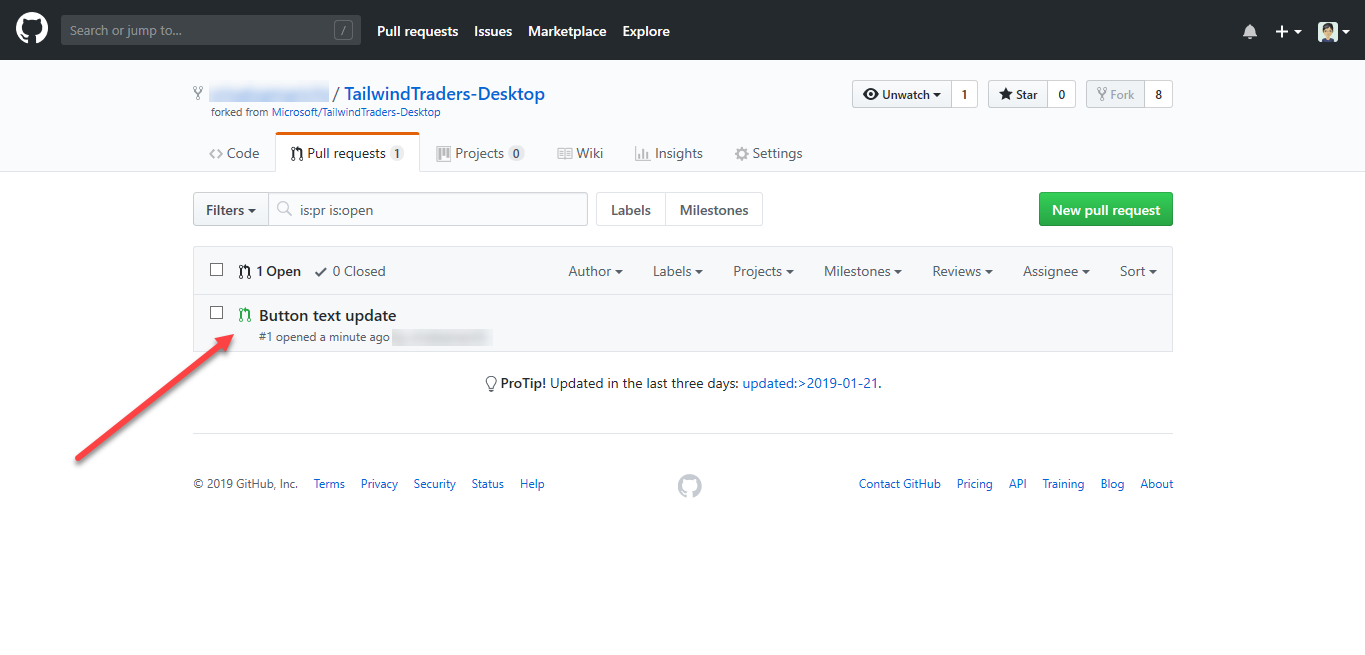 Search or jump to... / Pull requests Issues Marketplace Explore
/ TailwindTraders-Desktop Unwatch 1 Star 0 Fork 8
forked from Microsoft/TailwindTraders-Desktop
Code Pull requests 1 Projects 0 Wiki Insights Settings
Filters is:pr is:open Labels Milestones New pull request
1 Open 0 Closed Author Labels Projects Milestones Reviews Assignee Sort
Button text update
#1 opened a minute ago
ProTip! Updated in the last three days: updated:>2019-01-21.
© 2019 GitHub, Inc. Terms Privacy Security Status Help Contact GitHub Pricing API Training Blog About